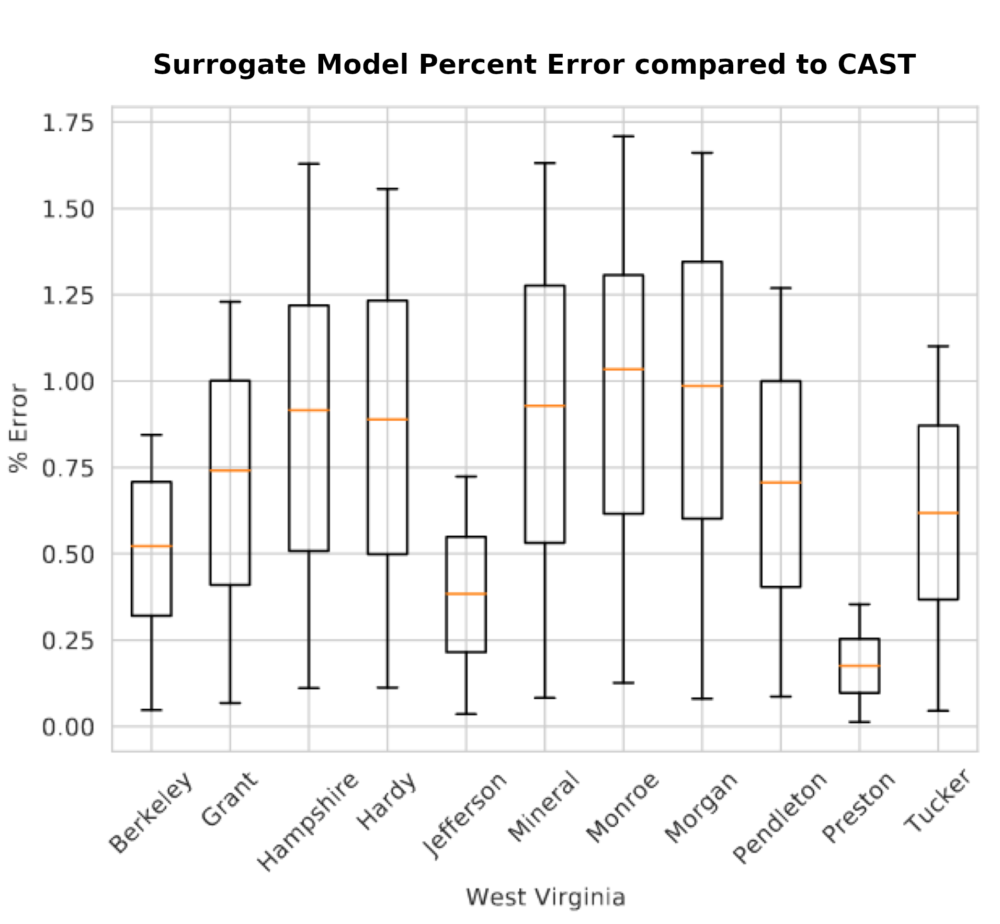 Surrogate Model Percent Error compared to CAST
1.75
1.50
1.25
1.00
0.75
0.50
0.25
0.00
% Error
Berkeley
Grant
Hampshire
Hardy
Jefferson
Mineral
Monroe
Morgan
Pendleton
Preston
Tucker
West Virginia